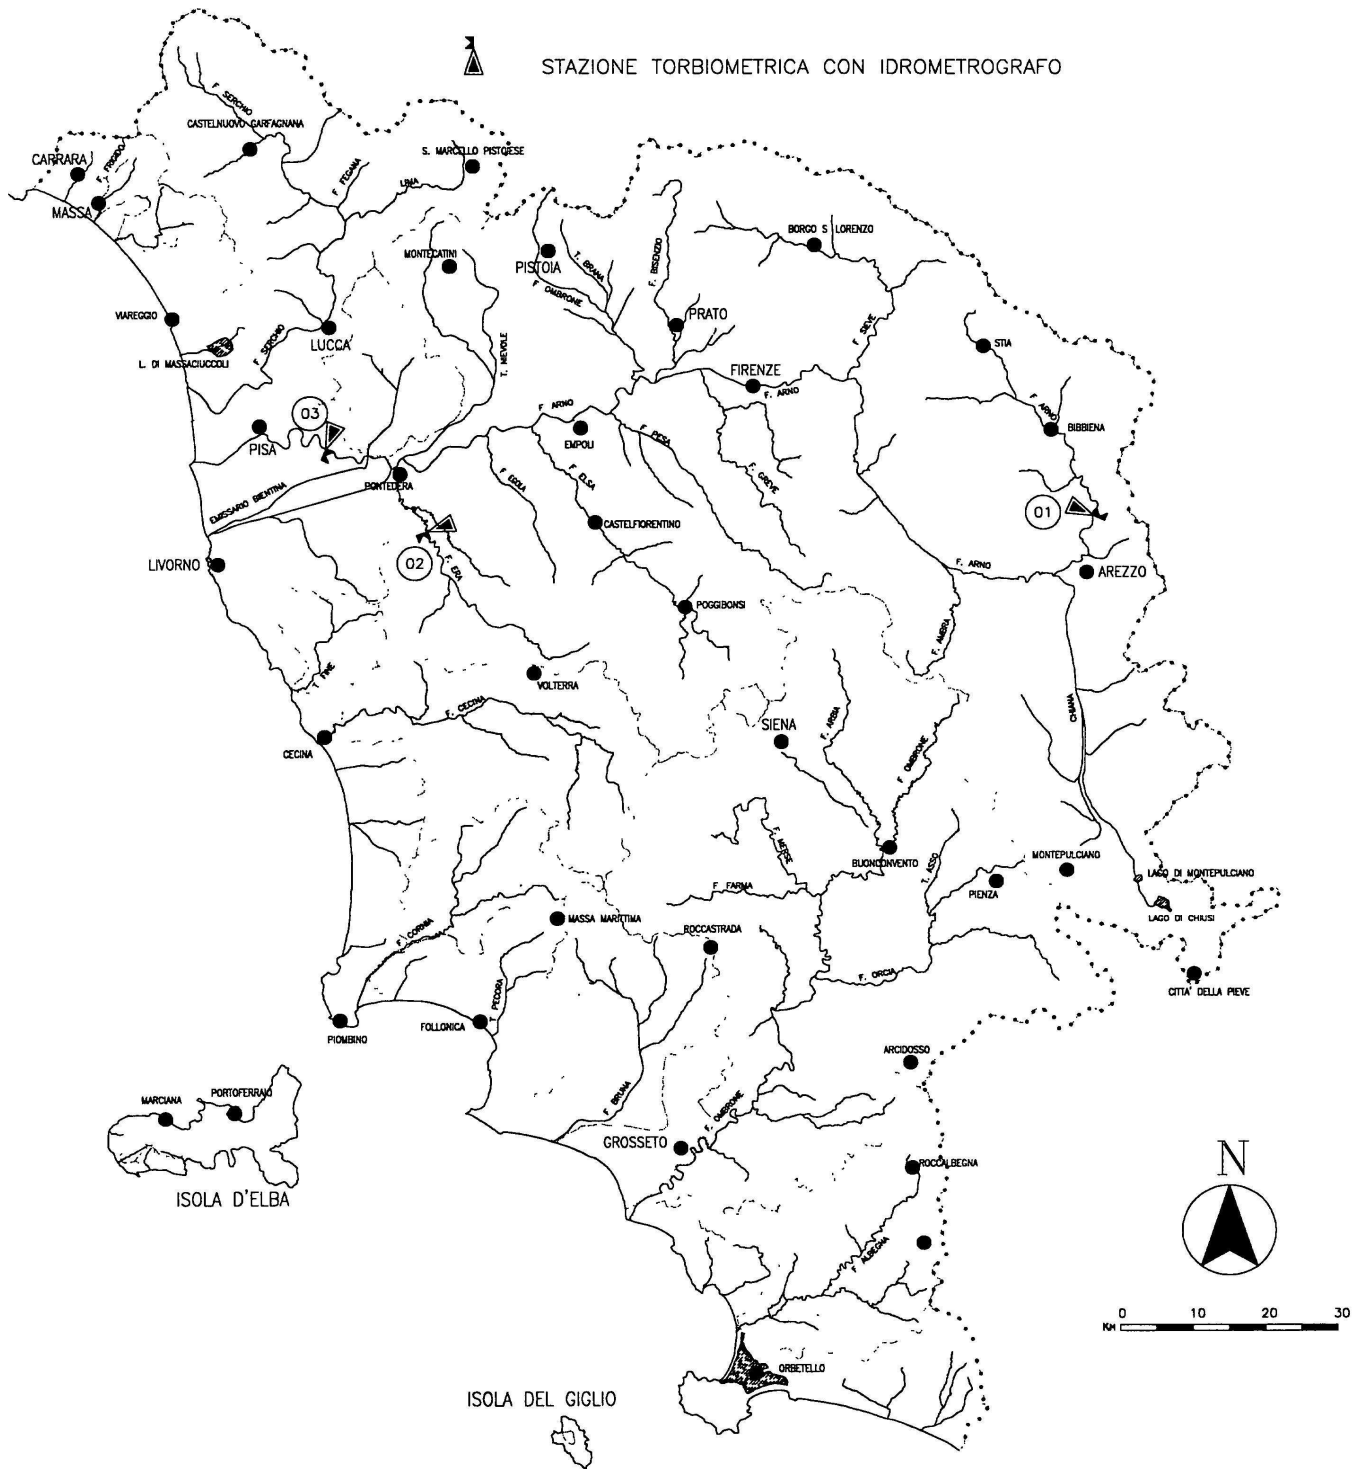 STAZIONE TORBIOMETRICA CON IDROMETROGRAFO
F. SERCHIO
CASTELNUOVO GARFAGNANA
S. MARCELLO PISTOIESE
CARRARA
F. FRIGIDO
F. FEGANA
LIMA
MASSA
BORGO S LORENZO
MONTECATINI
PISTOIA
T. BRANA
F. BISENZIO
F. OMBRONE
VIAREGGIO
PRATO
F. SIEVE
STIA
LUCCA
F. SERCHIO
L. DI MASSACIUCCOLI
T. NIEVOLE
FIRENZE
F. ARNO
03
F. ARNO
F. ARNO
PISA
EMPOLI
F. PESA
BIBBIENA
F. GREVE
PONTEDERA
F. EGOLA
F. ELSA
EMISSARIO BIENTINA
CASTELFIORENTINO
01
LIVORNO
02
F. ERA
F. ARNO
AREZZO
POGGIBONSI
F. AMBRA
T. FINE
VOLTERRA
F. CECINA
CHIANA
SIENA
F. ARBIA
F. OMBRONE
CECINA
F. MERSE
BUONCONVENTO
T. ASSO
MONTEPULCIANO
LAGO DI MONTEPULCIANO
F. FARMA
PIENZA
LAGO DI CHIUSI
MASSA MARITTIMA
F. CORNIA
ROCCASTRADA
F. ORCIA
CITTA' DELLA PIEVE
T PECORA
FOLLONICA
PIOMBINO
ARCIDOSSO
MARCIANA
PORTOFERRAIO
F. BRUNA
F. OMBRONE
GROSSETO
N
ROCCALBEGNA
ISOLA D'ELBA
F. ALBEGNA
0 10 20 30
KM
ORBETELLO
ISOLA DEL GIGLIO